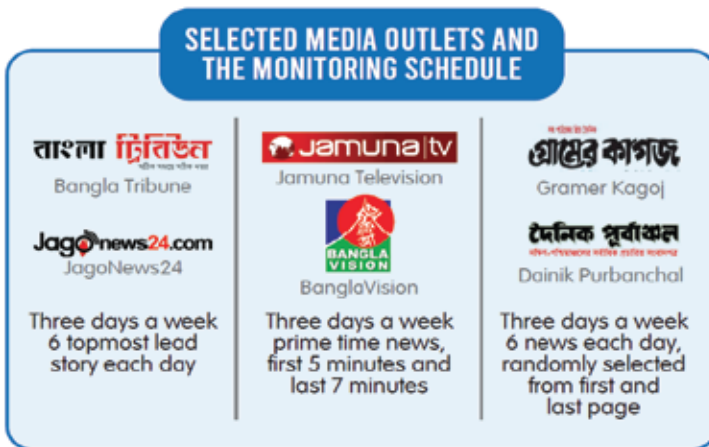 SELECTED MEDIA OUTLETS AND
THE MONITORING SCHEDULE
বাংলা ট্রিবিউন
Bangla Tribune
Jagonews24.com
JagoNews24
Three days a week
6 topmost lead
story each day
Jamuna|tv
Jamuna Television
BANGLA
VISION
BanglaVision
Three days a week
prime time news,
first 5 minutes and
last 7 minutes
গ্রামের কাগজ
Gramer Kagoj
দৈনিক পূর্বাঞ্চল
Dainik Purbanchal
Three days a week
6 news each day,
randomly selected
from first and
last page